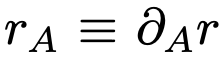 r_A ≡ ∂_A r